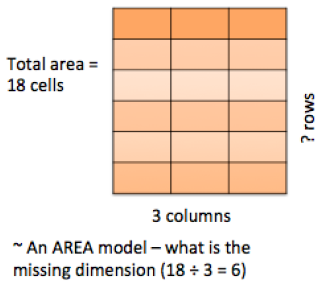 Total area =
18 cells
? rows
3 columns
~ An AREA model – what is the
missing dimension (18 ÷ 3 = 6)